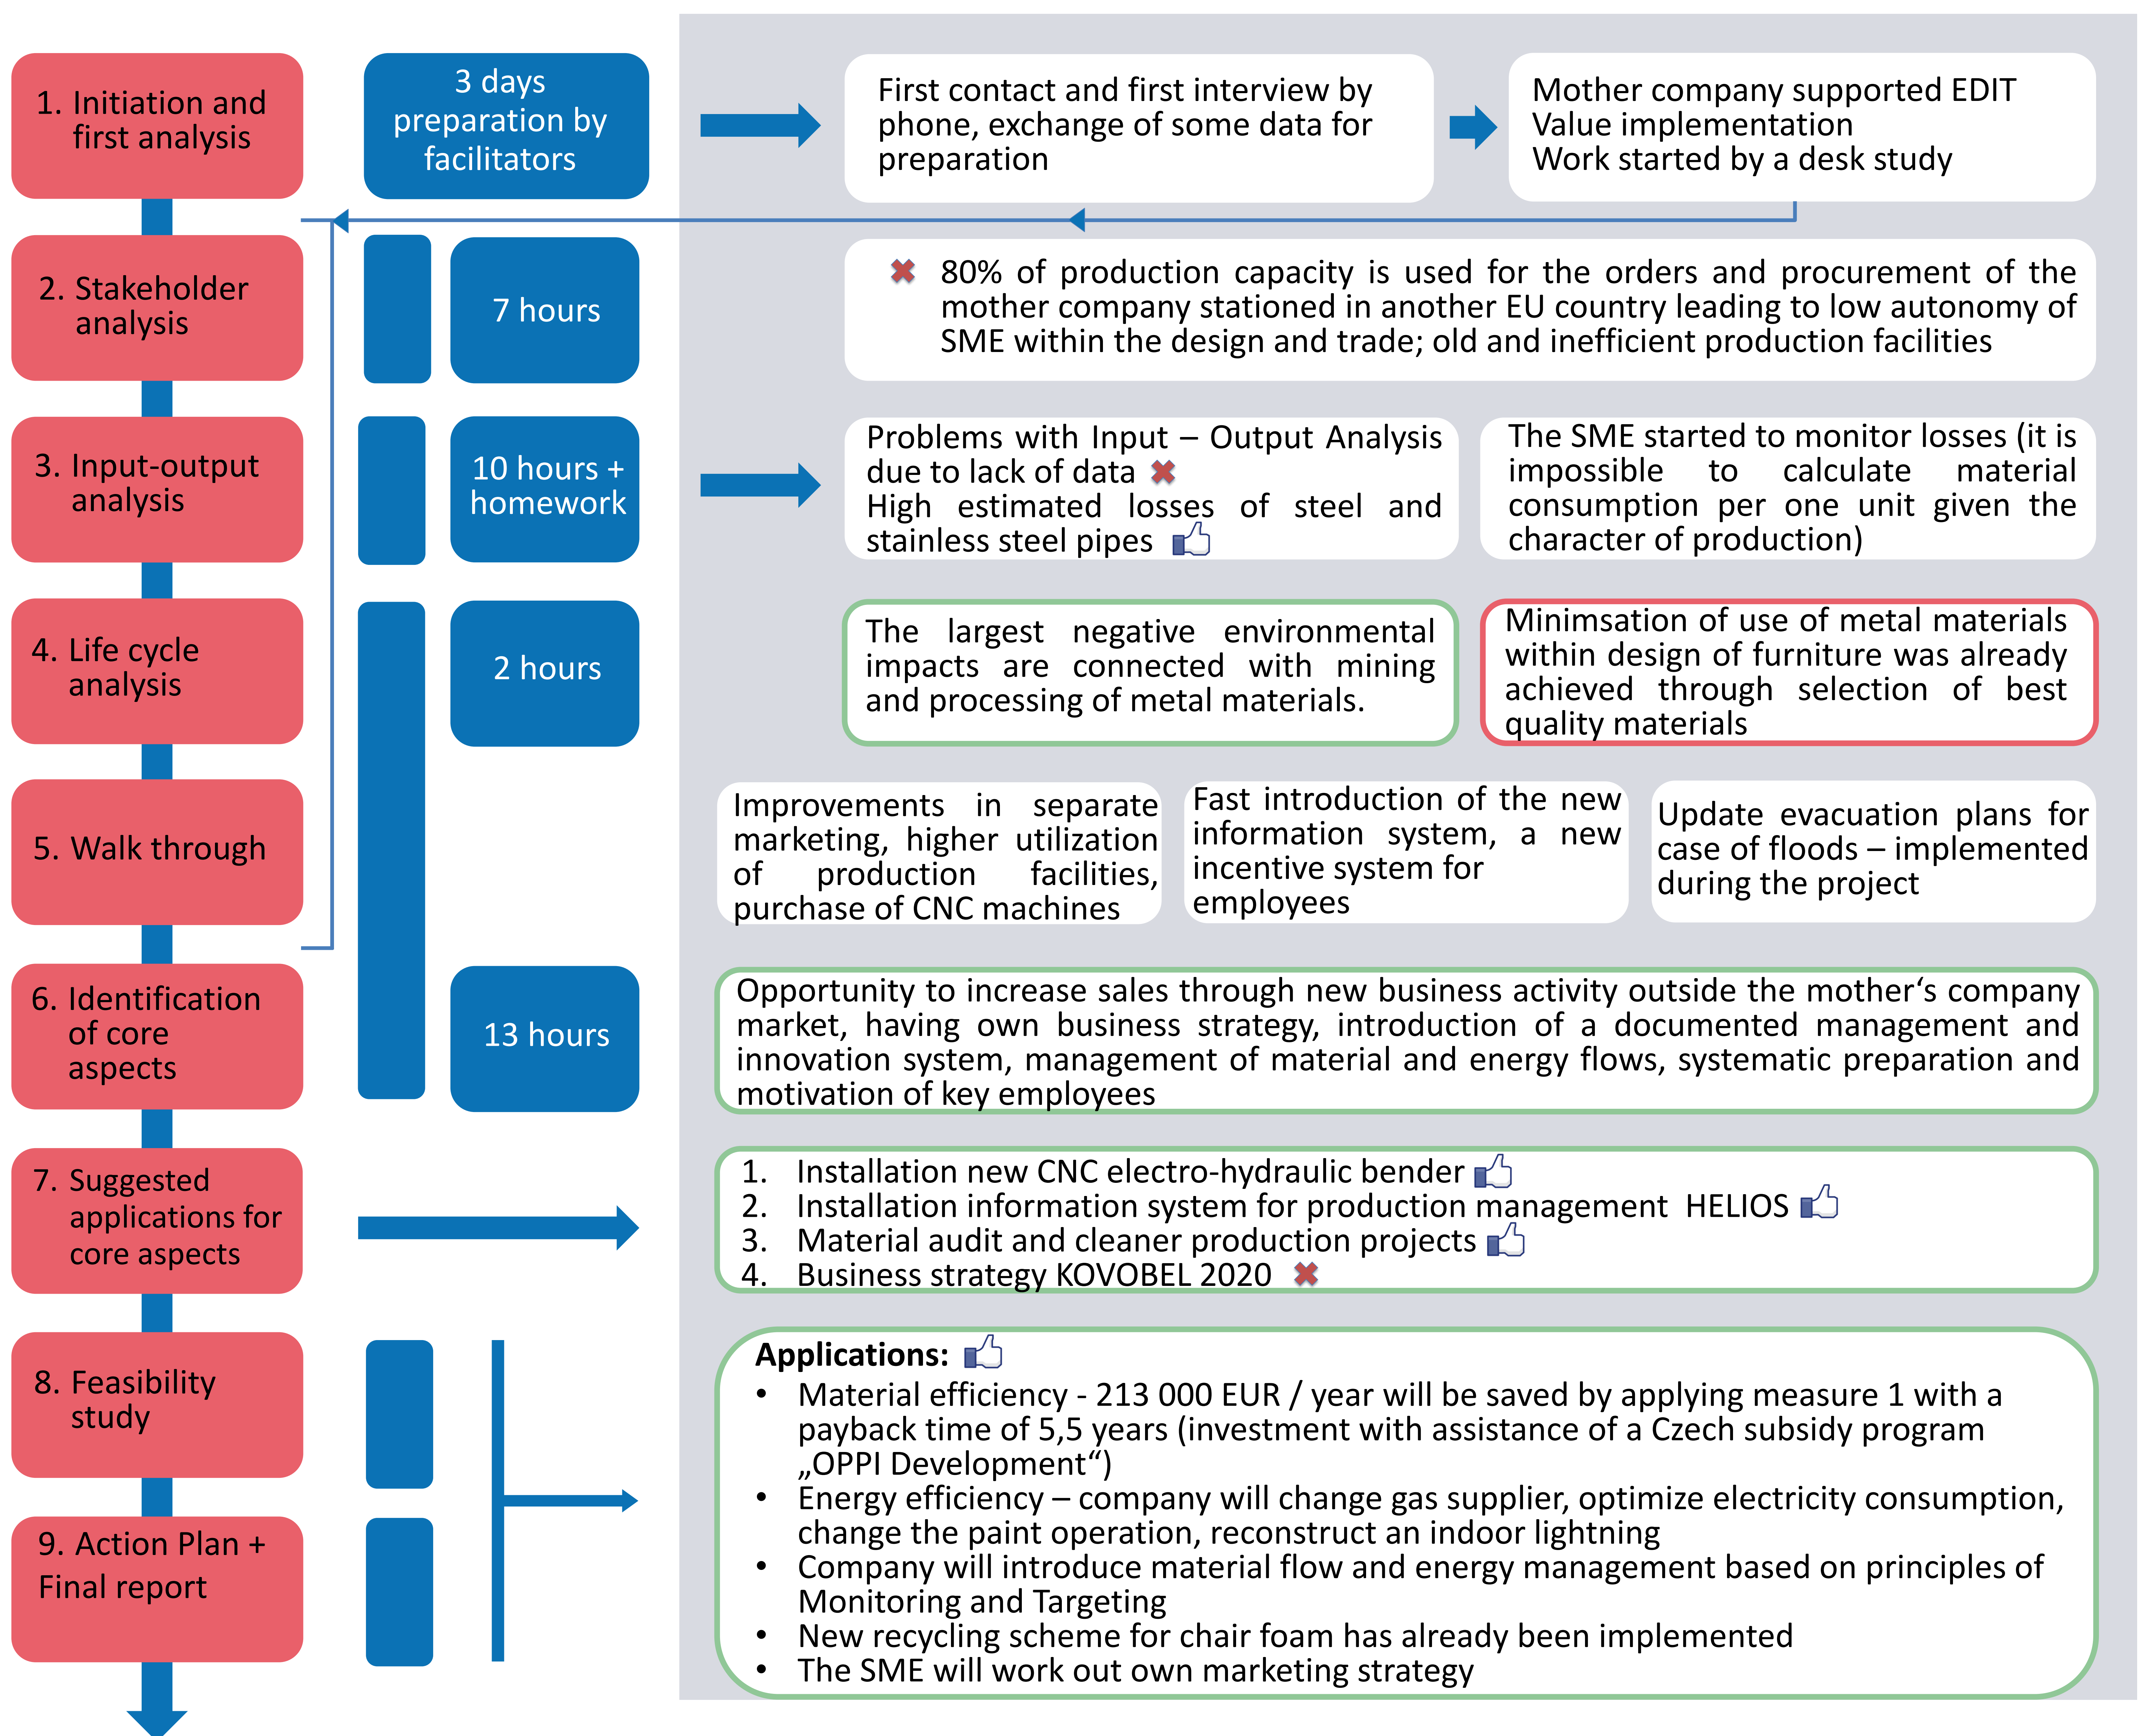 1. Initiation and
first analysis
3 days
preparation by
facilitators
First contact and first interview by
phone, exchange of some data for
preparation
Mother company supported EDIT
Value implementation
Work started by a desk study
2. Stakeholder
analysis
7 hours
80% of production capacity is used for the orders and procurement of the
mother company stationed in another EU country leading to low autonomy of
SME within the design and trade; old and inefficient production facilities
3. Input-output
analysis
10 hours +
homework
Problems with Input – Output Analysis
due to lack of data
High estimated losses of steel and
stainless steel pipes
The SME started to monitor losses (it is
impossible to calculate material
consumption per one unit given the
character of production)
4. Life cycle
analysis
2 hours
The largest negative environmental
impacts are connected with mining
and processing of metal materials.
Minimsation of use of metal materials
within design of furniture was already
achieved through selection of best
quality materials
5. Walk through
Improvements in separate
marketing, higher utilization
of production facilities,
purchase of CNC machines
Fast introduction of the new
information system, a new
incentive system for
employees
Update evacuation plans for
case of floods – implemented
during the project
6. Identification
of core
aspects
13 hours
Opportunity to increase sales through new business activity outside the mother‘s company
market, having own business strategy, introduction of a documented management and
innovation system, management of material and energy flows, systematic preparation and
motivation of key employees
7. Suggested
applications for
core aspects
1. Installation new CNC electro-hydraulic bender
2. Installation information system for production management HELIOS
3. Material audit and cleaner production projects
4. Business strategy KOVOBEL 2020
8. Feasibility
study
9. Action Plan +
Final report
Applications:
• Material efficiency - 213 000 EUR / year will be saved by applying measure 1 with a
payback time of 5,5 years (investment with assistance of a Czech subsidy program
„OPPI Development“)
• Energy efficiency – company will change gas supplier, optimize electricity consumption,
change the paint operation, reconstruct an indoor lightning
• Company will introduce material flow and energy management based on principles of
Monitoring and Targeting
• New recycling scheme for chair foam has already been implemented
• The SME will work out own marketing strategy